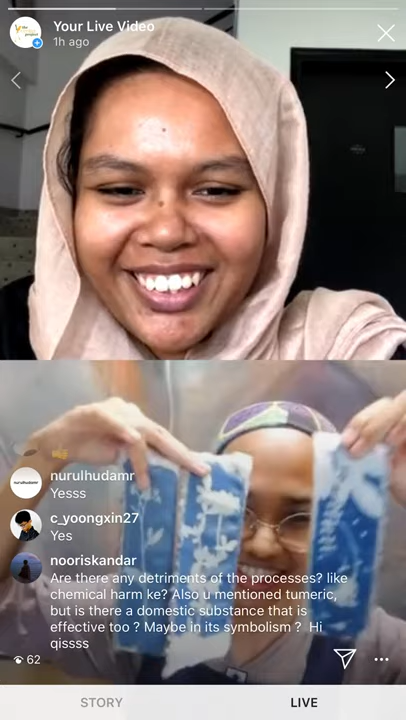 Your Live Video
1h ago
nurulhudamr
Yesss
c_yoongxin27
Yes
nooriskandar
Are there any detriments of the processes? like
chemical harm ke? Also u mentioned tumeric,
but is there a domestic substance that is
effective too ? Maybe in its symbolism ? Hi
qissss
62
STORY
LIVE